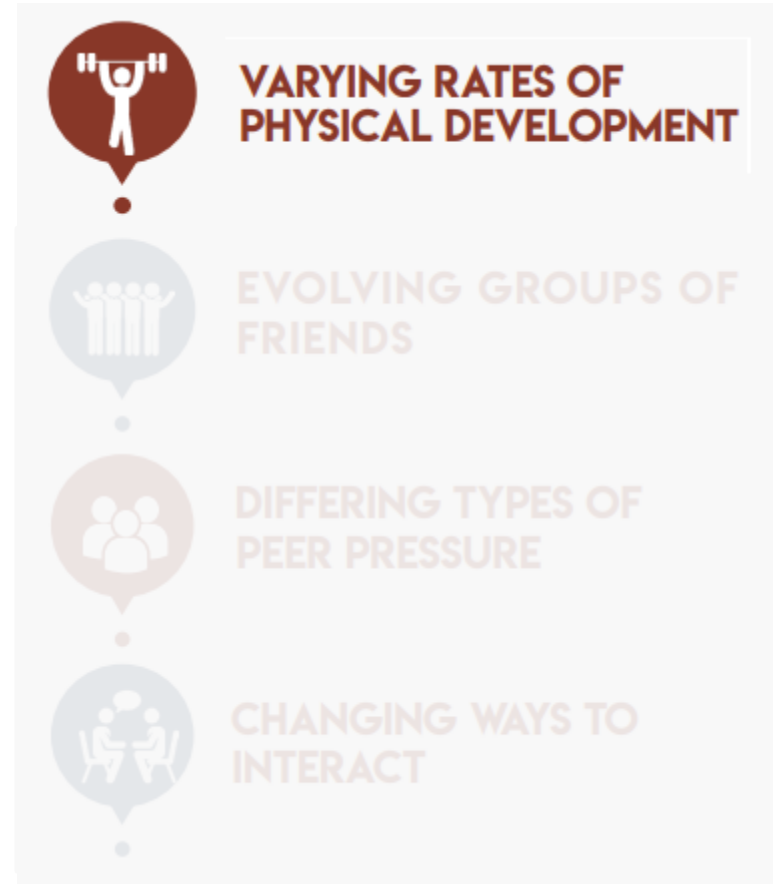 VARYING RATES OF
PHYSICAL DEVELOPMENT
EVOLVING GROUPS OF
FRIENDS
DIFFERING TYPES OF
PEER PRESSURE
CHANGING WAYS TO
INTERACT